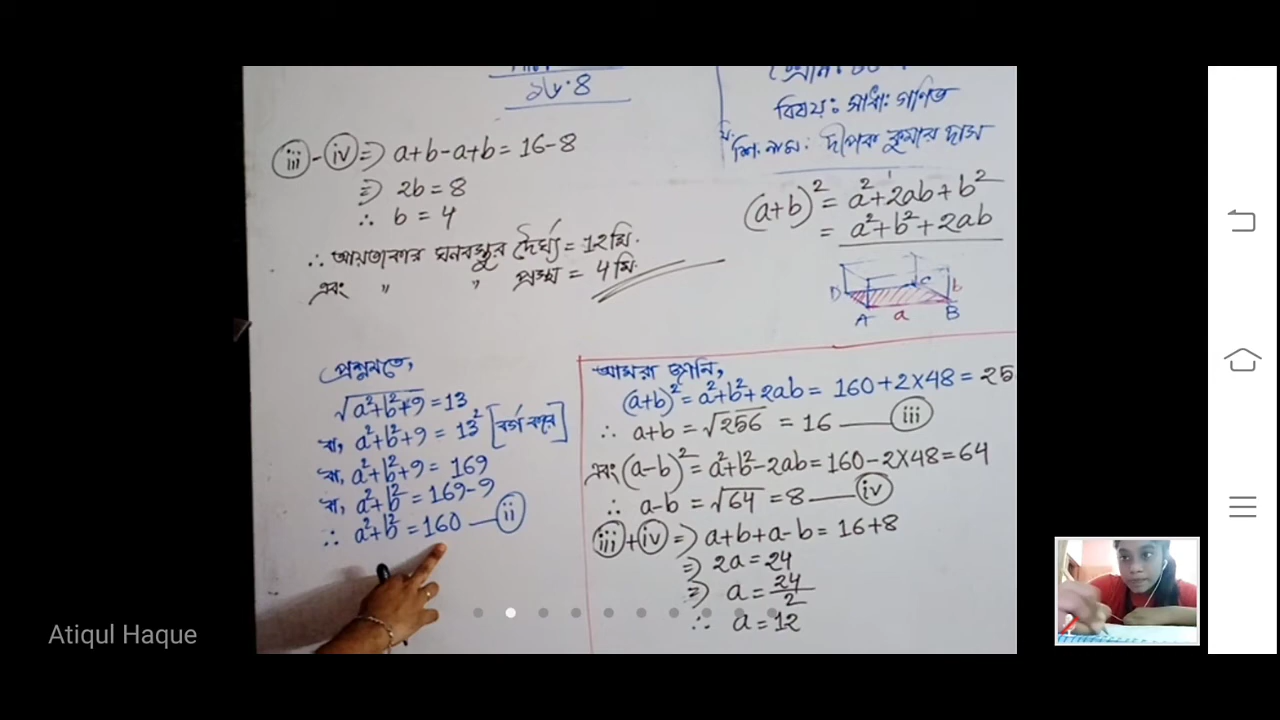 ১৬.8
iii - iv ⇒ a+b-a+b = 16-8
⇒ 2b = 8
∴ b = 4
∴ আয়তাকার ঘনবস্তুর দৈর্ঘ্য = 12মি.
এবং " " প্রস্থ = 4মি.
বিষয়: সাধা: গণিত
শি. নাম: দীপক কুমার দাস
(a+b)² = a²+2ab+b²
= a²+b²+2ab
D C b
A a B
প্রশ্নমতে,
√a²+b²+9 = 13
বা, a²+b²+9 = 13² [বর্গ করে]
বা, a²+b²+9 = 169
বা, a²+b² = 169-9
∴ a²+b² = 160 — ii
আমরা জানি,
(a+b)² = a²+b²+2ab = 160+2×48 = 25
∴ a+b = √256 = 16 — iii
এবং (a-b)² = a²+b²-2ab = 160-2×48 = 64
∴ a-b = √64 = 8 — iv
iii + iv ⇒ a+b+a-b = 16+8
⇒ 2a = 24
⇒ a = 24/2
∴ a = 12
Atiqul Haque